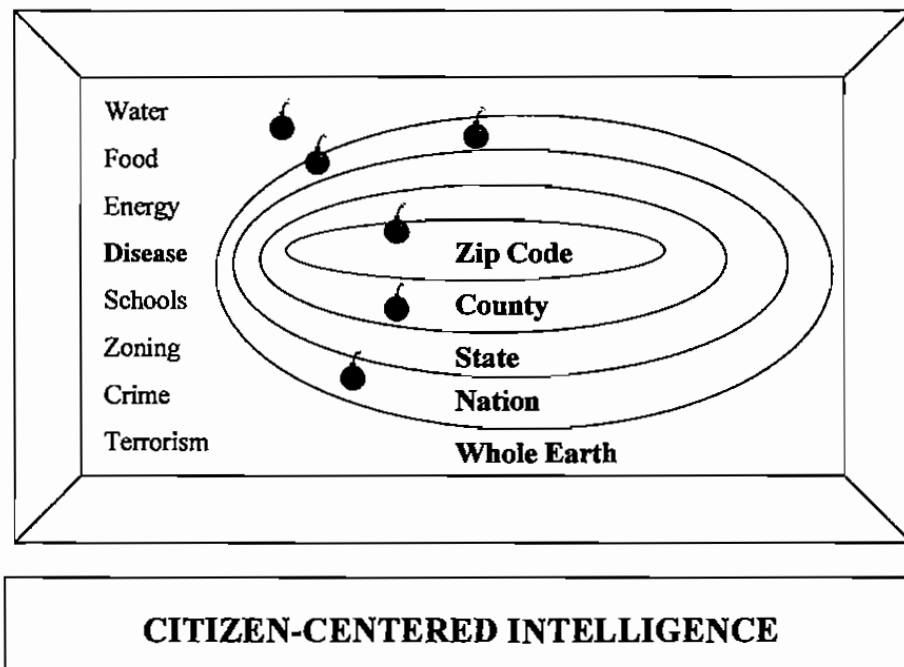 Water
Food
Energy
Disease
Schools
Zoning
Crime
Terrorism
Zip Code
County
State
Nation
Whole Earth
CITIZEN-CENTERED INTELLIGENCE